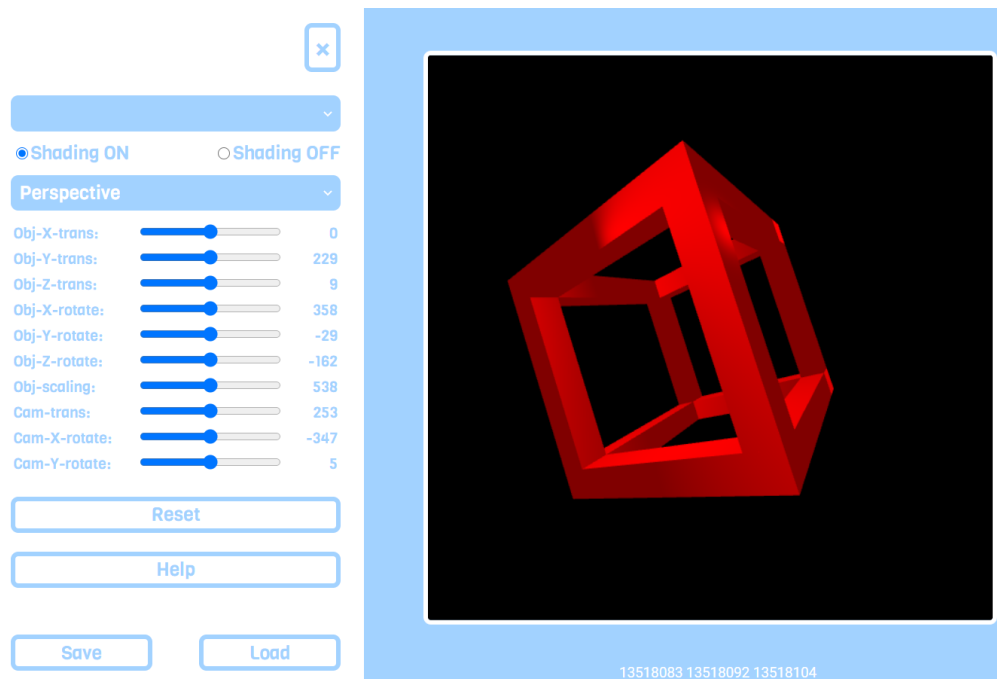 ×
Shading ON Shading OFF
Perspective
Obj-X-trans: 0
Obj-Y-trans: 229
Obj-Z-trans: 9
Obj-X-rotate: 358
Obj-Y-rotate: -29
Obj-Z-rotate: -162
Obj-scaling: 538
Cam-trans: 253
Cam-X-rotate: -347
Cam-Y-rotate: 5
Reset
Help
Save Load
13518083 13518092 13518104